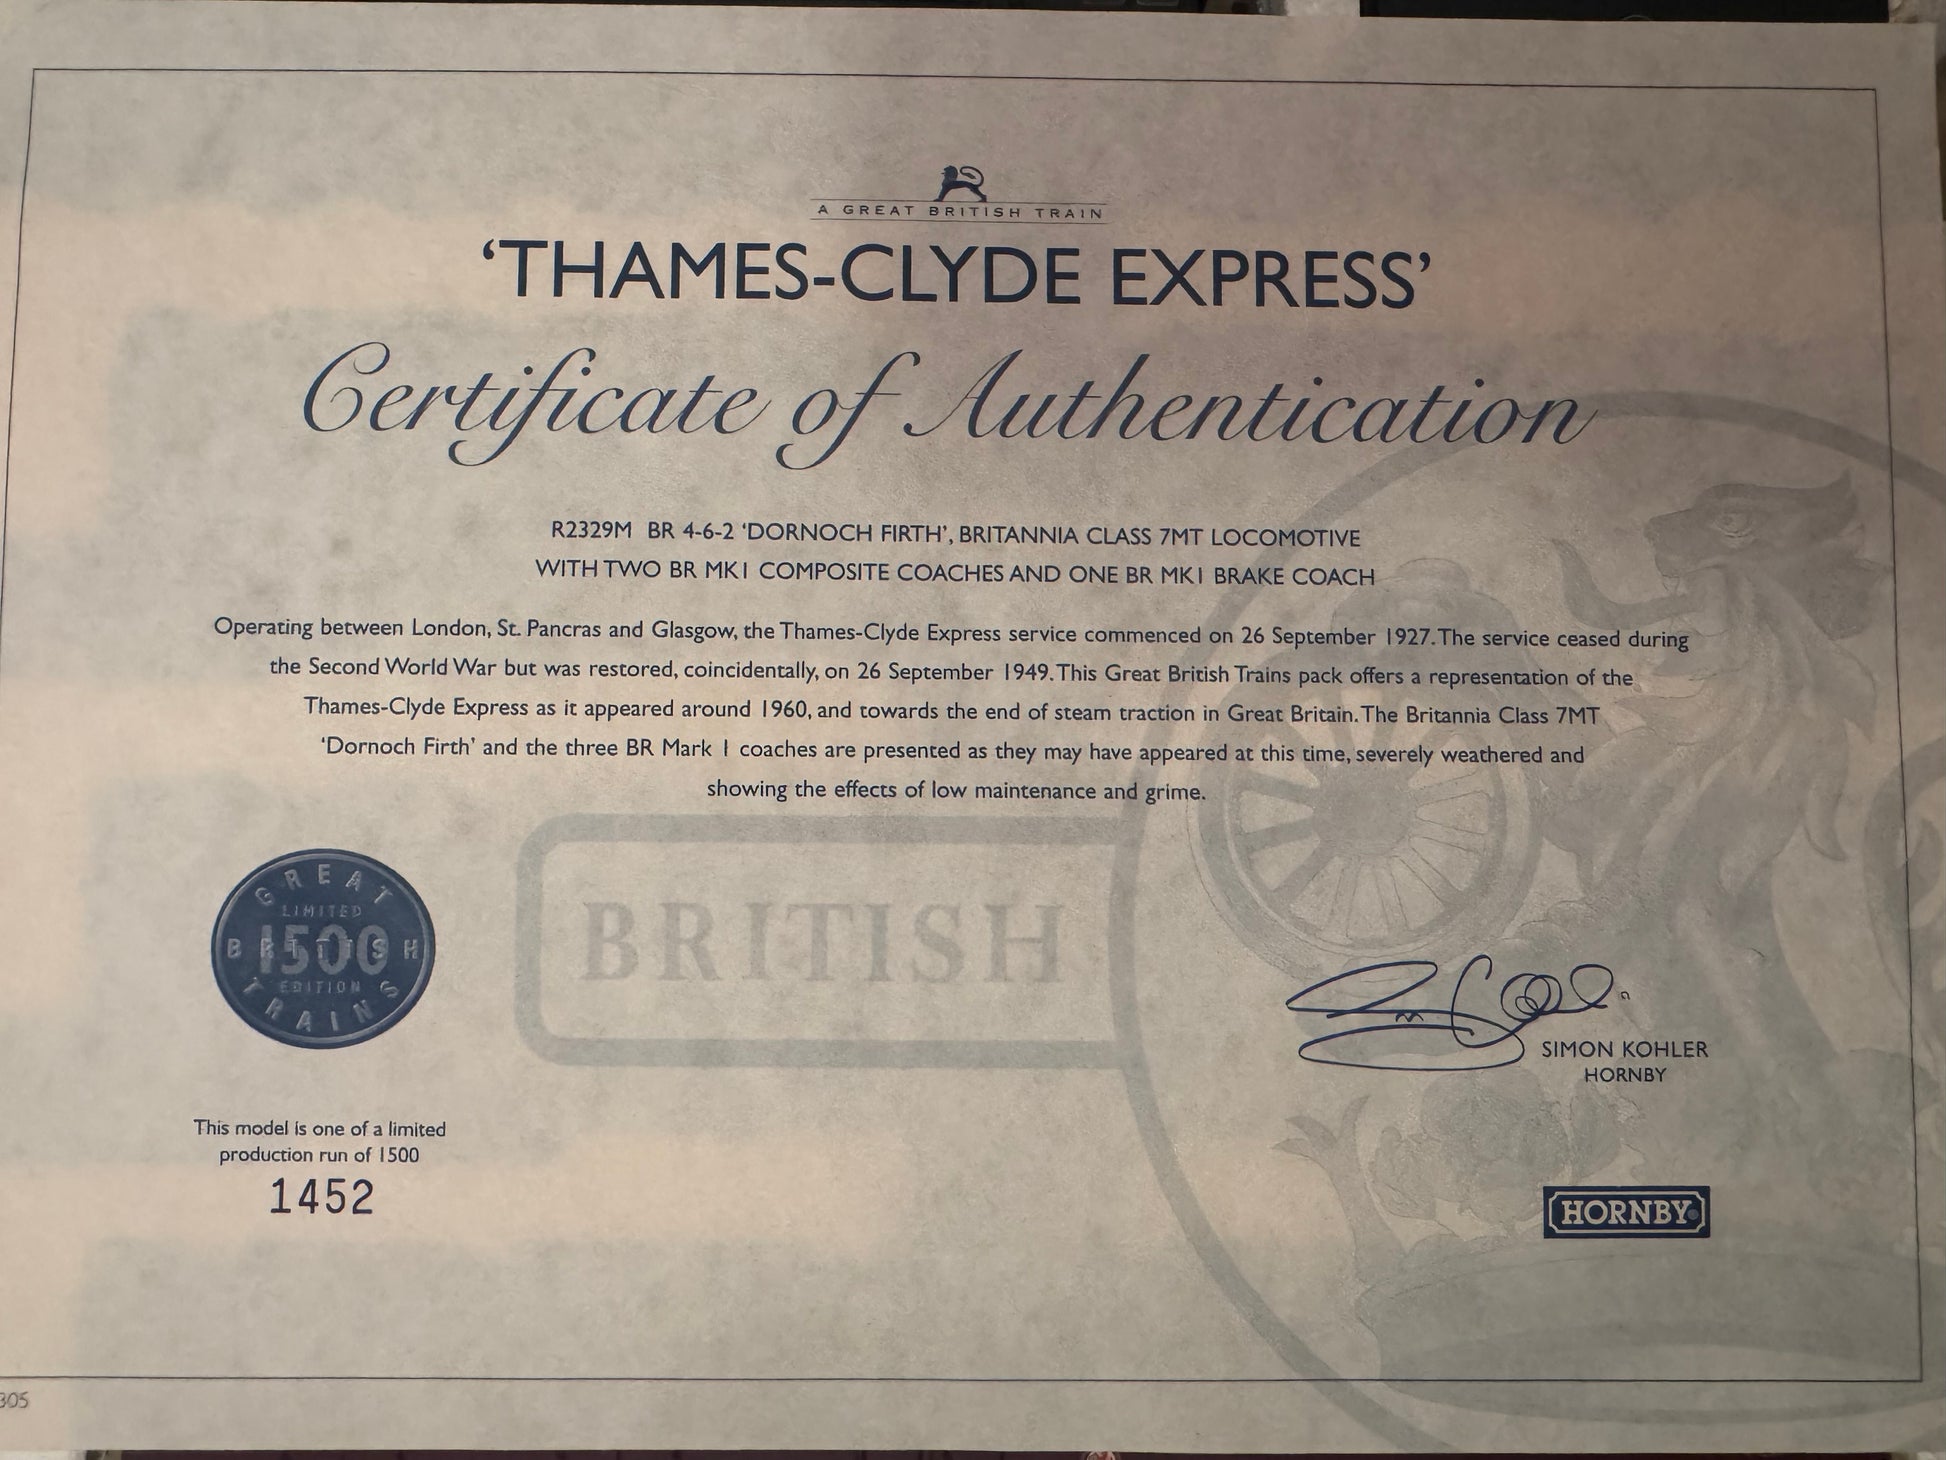 A GREAT BRITISH TRAIN
‘THAMES-CLYDE EXPRESS’
Certificate of Authentication
R2329M BR 4-6-2 ‘DORNOCH FIRTH’, BRITANNIA CLASS 7MT LOCOMOTIVE
WITH TWO BR MK1 COMPOSITE COACHES AND ONE BR MK1 BRAKE COACH
Operating between London, St. Pancras and Glasgow, the Thames-Clyde Express service commenced on 26 September 1927. The service ceased during
the Second World War but was restored, coincidentally, on 26 September 1949. This Great British Trains pack offers a representation of the
Thames-Clyde Express as it appeared around 1960, and towards the end of steam traction in Great Britain. The Britannia Class 7MT
‘Dornoch Firth’ and the three BR Mark 1 coaches are presented as they may have appeared at this time, severely weathered and
showing the effects of low maintenance and grime.
GREAT
LIMITED
BRITISH
1500
EDITION
TRAINS
BRITISH
SIMON KOHLER
HORNBY
This model is one of a limited
production run of 1500
1452
HORNBY
305